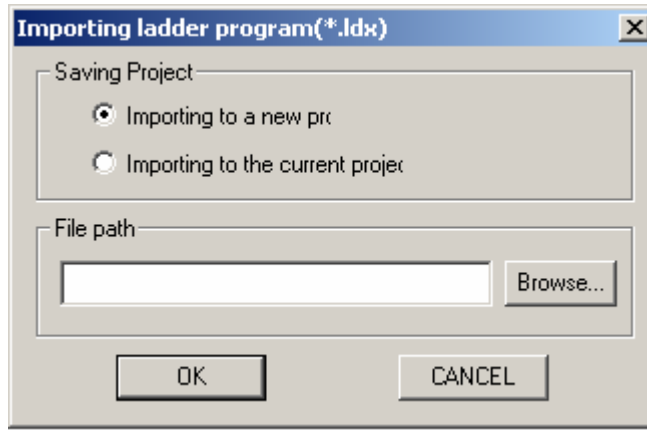 Importing ladder program(*.ldx)
Saving Project
Importing to a new pro
Importing to the current projec
File path
Browse...
OK
CANCEL